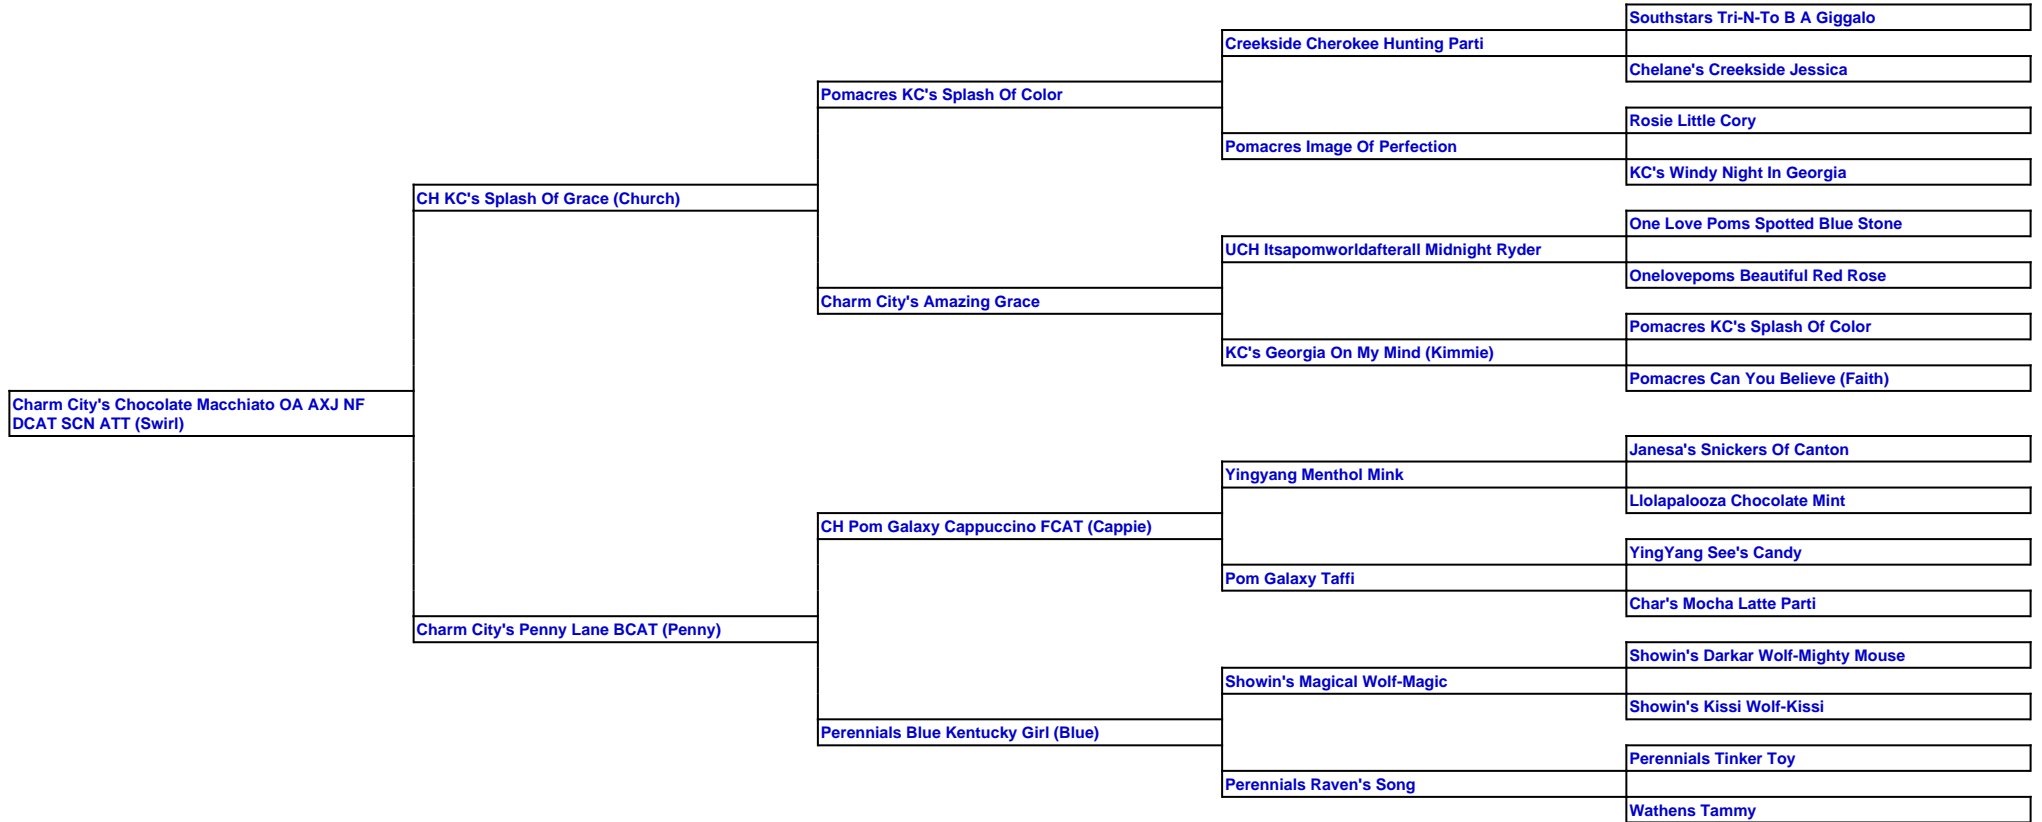 Southstars Tri-N-To B A Giggalo
Creekside Cherokee Hunting Parti
Chelane's Creekside Jessica
Pomacres KC's Splash Of Color
Rosie Little Cory
Pomacres Image Of Perfection
KC's Windy Night In Georgia
CH KC's Splash Of Grace (Church)
One Love Poms Spotted Blue Stone
UCH Itsapomworldafterall Midnight Ryder
Onelovepoms Beautiful Red Rose
Charm City's Amazing Grace
Pomacres KC's Splash Of Color
KC's Georgia On My Mind (Kimmie)
Pomacres Can You Believe (Faith)
Charm City's Chocolate Macchiato OA AXJ NF
DCAT SCN ATT (Swirl)
Janesa's Snickers Of Canton
Yingyang Menthol Mink
Llolapalooza Chocolate Mint
CH Pom Galaxy Cappuccino FCAT (Cappie)
YingYang See's Candy
Pom Galaxy Taffi
Char's Mocha Latte Parti
Charm City's Penny Lane BCAT (Penny)
Showin's Darkar Wolf-Mighty Mouse
Showin's Magical Wolf-Magic
Showin's Kissi Wolf-Kissi
Perennials Blue Kentucky Girl (Blue)
Perennials Tinker Toy
Perennials Raven's Song
Wathens Tammy